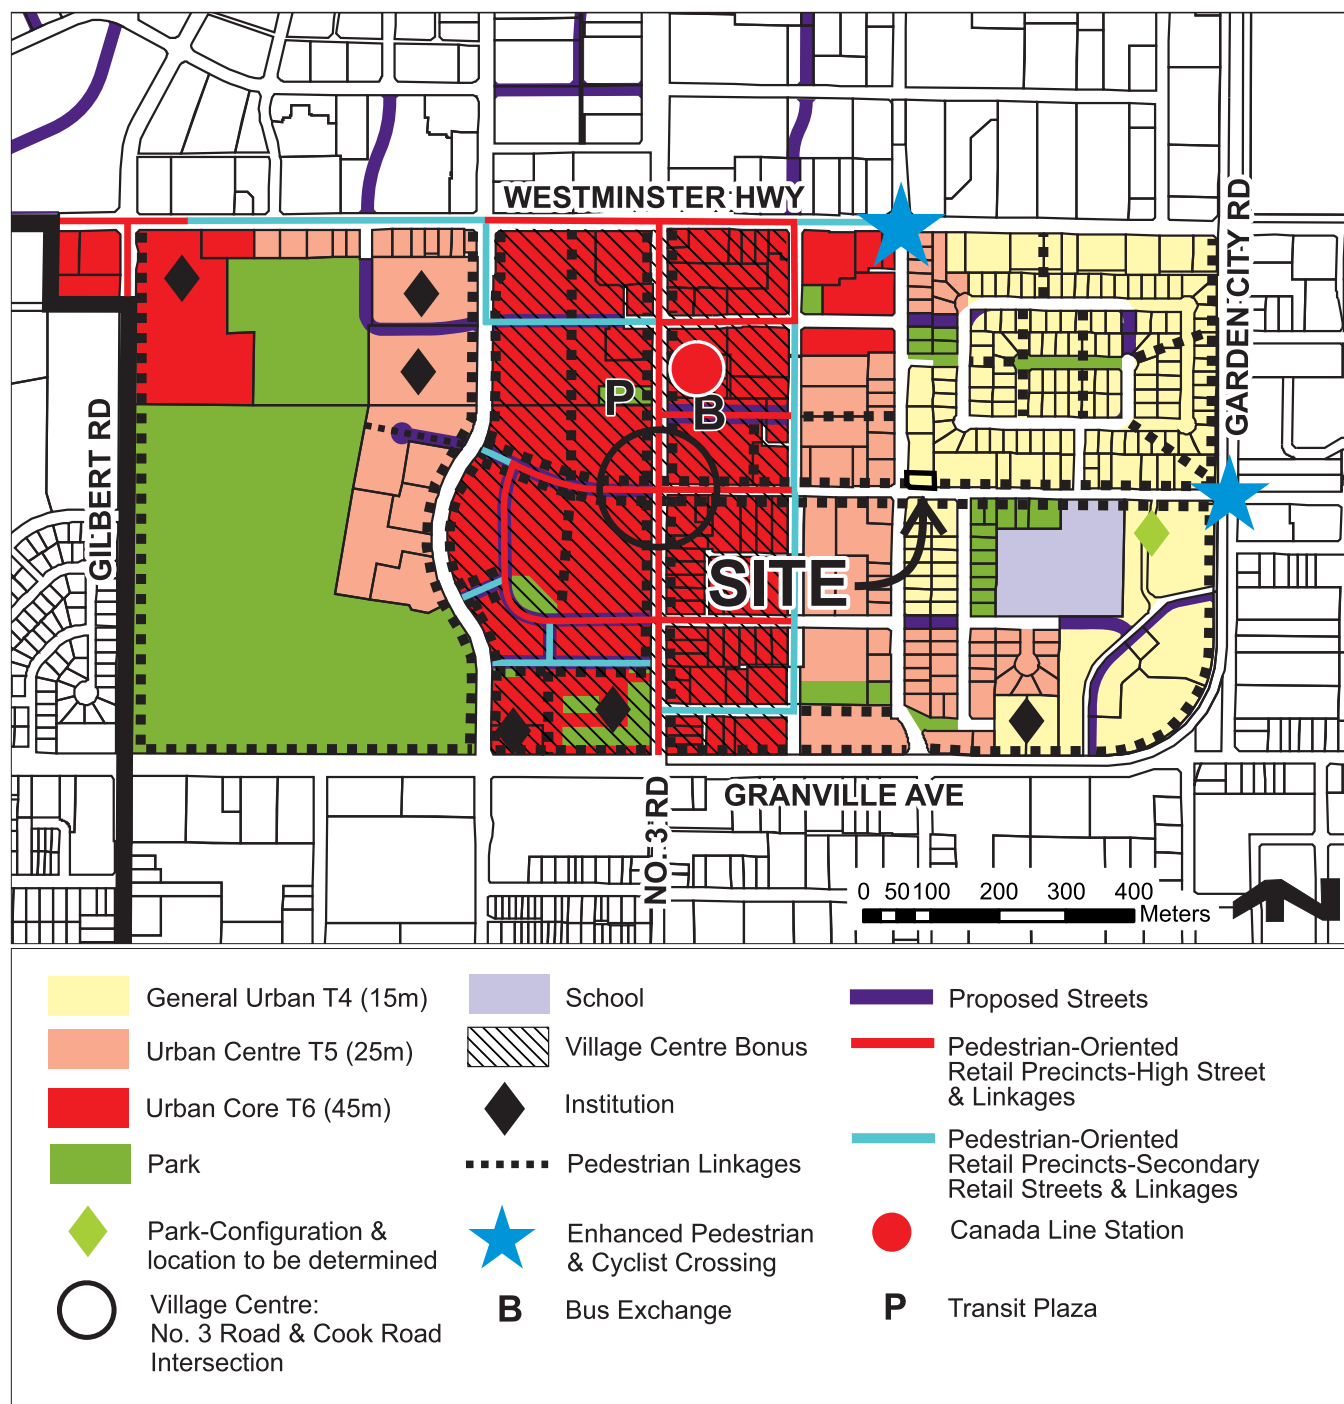 WESTMINSTER HWY
GARDEN CITY RD
GILBERT RD
P
B
SITE
NO. 3 RD
GRANVILLE AVE
0 50 100 200 300 400
Meters
N
General Urban T4 (15m)
Urban Centre T5 (25m)
Urban Core T6 (45m)
Park
Park-Configuration &
location to be determined
Village Centre:
No. 3 Road & Cook Road
Intersection
School
Village Centre Bonus
Institution
Pedestrian Linkages
Enhanced Pedestrian
& Cyclist Crossing
B Bus Exchange
Proposed Streets
Pedestrian-Oriented
Retail Precincts-High Street
& Linkages
Pedestrian-Oriented
Retail Precincts-Secondary
Retail Streets & Linkages
Canada Line Station
P Transit Plaza